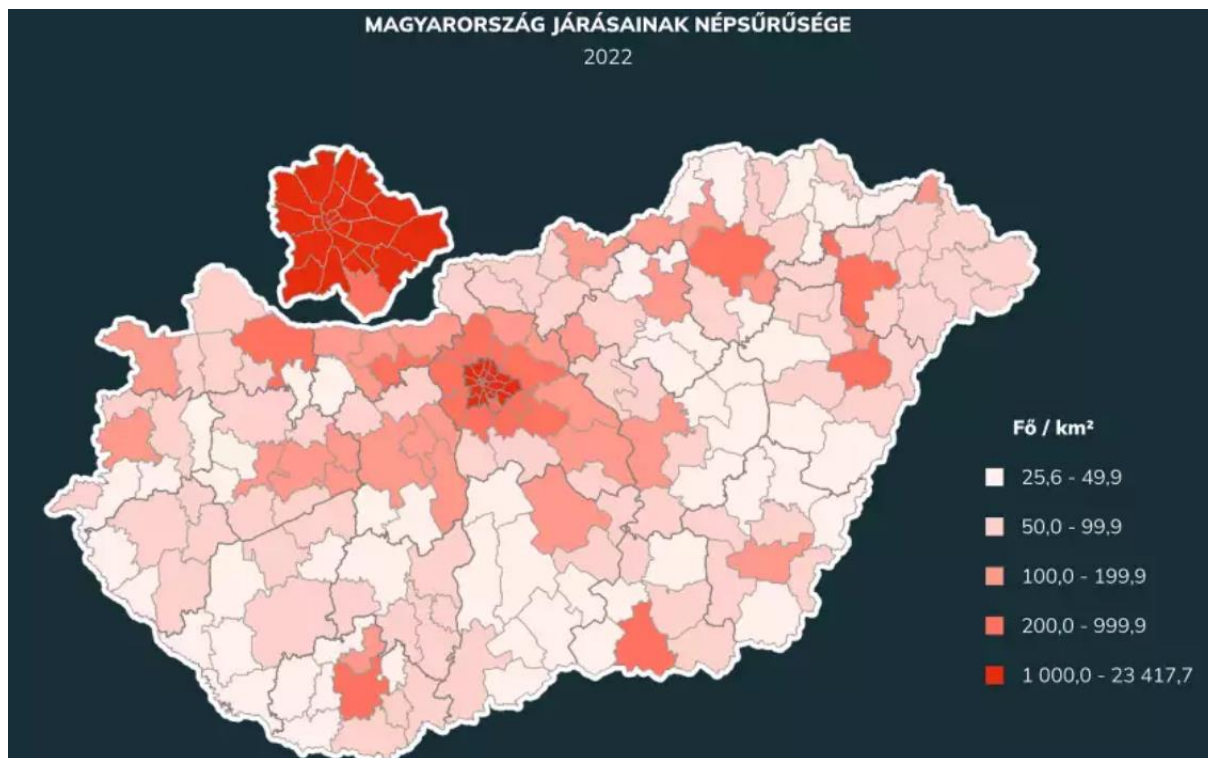 MAGYARORSZÁG JÁRÁSAINAK NÉPSŰRŰSÉGE
2022
Fő / km²
25,6 - 49,9
50,0 - 99,9
100,0 - 199,9
200,0 - 999,9
1 000,0 - 23 417,7